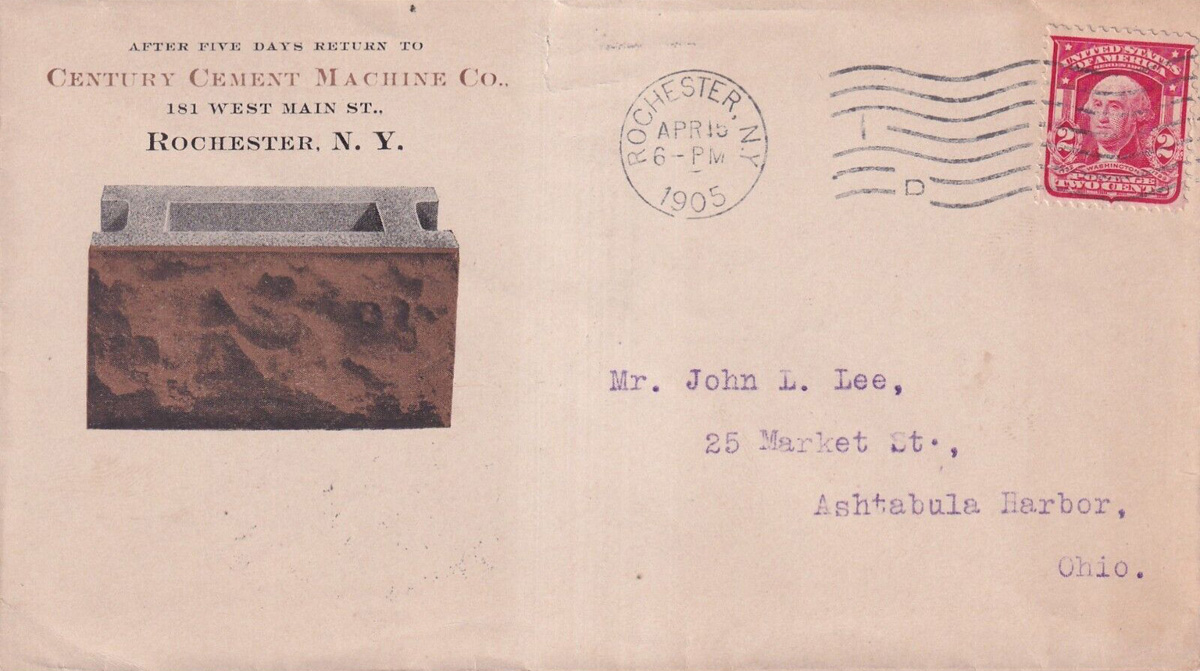 AFTER FIVE DAYS RETURN TO
CENTURY CEMENT MACHINE CO.,
181 WEST MAIN ST.,
ROCHESTER, N. Y.
ROCHESTER, N.Y.
APR 15
6-PM
1905
D
UNITED STATES
OF AMERICA
2 2
WASHINGTON
POSTAGE
TWO CENTS
Mr. John L. Lee,
25 Market St.,
Ashtabula Harbor,
Ohio.